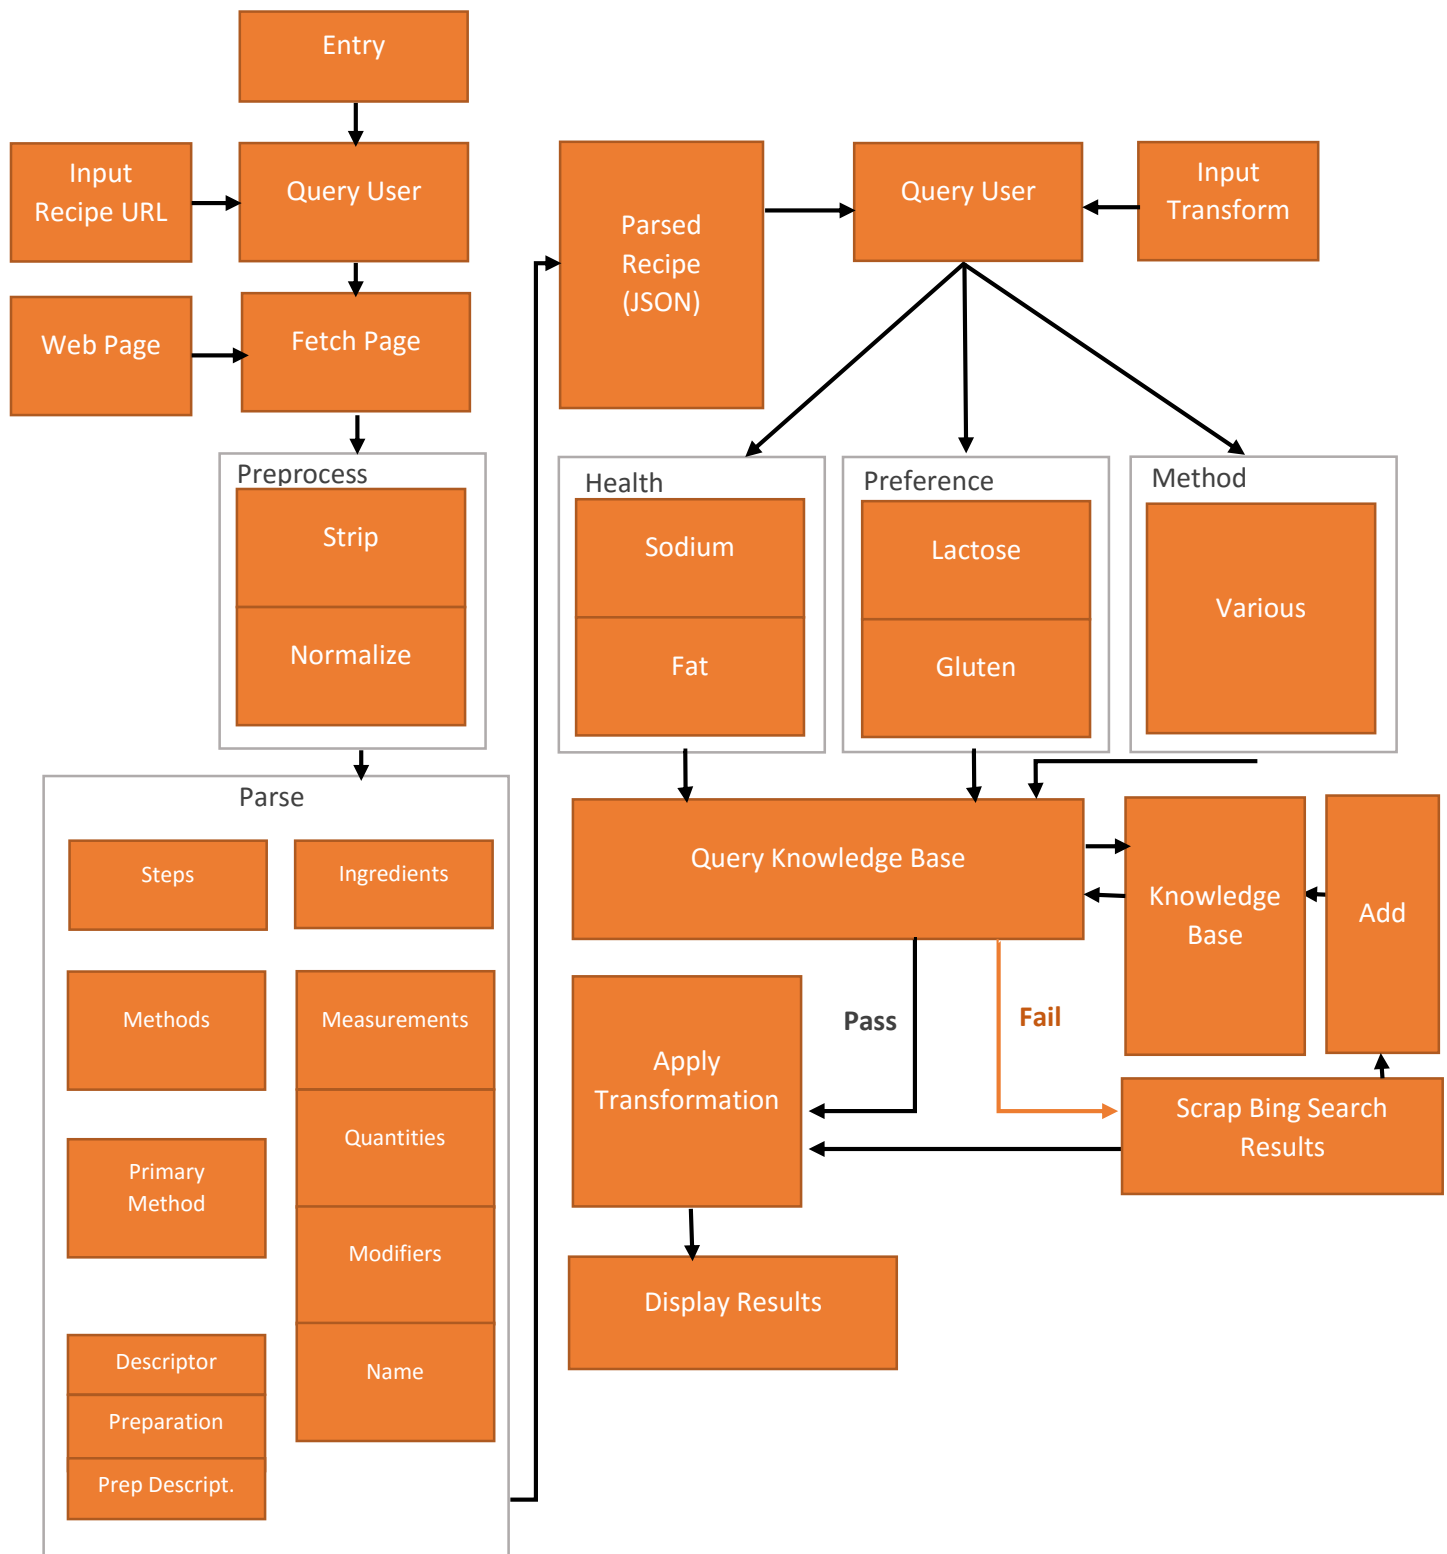 Entry
Input
Recipe URL
Query User
Web Page
Fetch Page
Preprocess
Strip
Normalize
Parse
Steps
Ingredients
Methods
Measurements
Quantities
Primary
Method
Modifiers
Descriptor
Name
Preparation
Prep Descript.
Parsed
Recipe
(JSON)
Query User
Input
Transform
Health
Sodium
Fat
Preference
Lactose
Gluten
Method
Various
Query Knowledge Base
Knowledge
Base
Add
Pass
Fail
Apply
Transformation
Scrap Bing Search
Results
Display Results